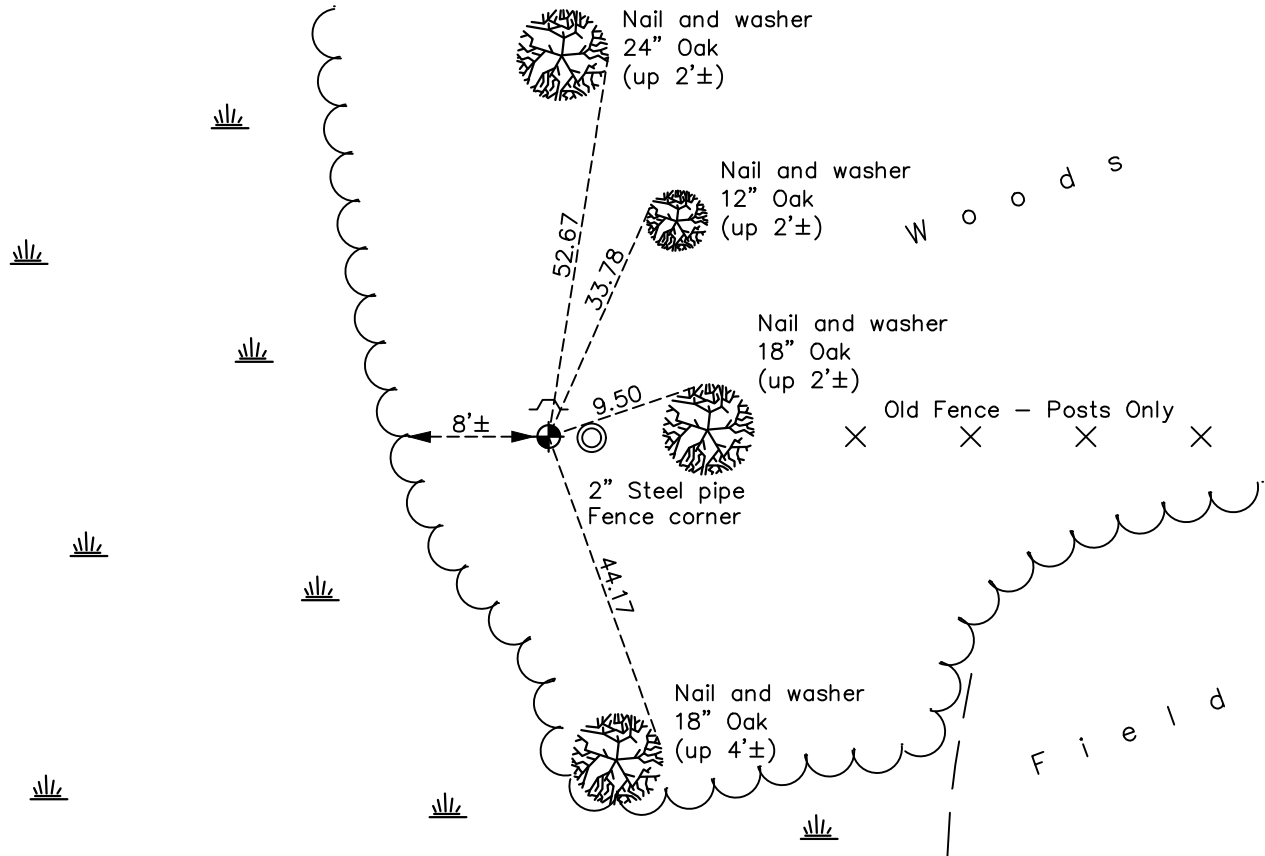 Nail and washer
24” Oak
(up 2'±)
Nail and washer
12” Oak
(up 2'±)
Woods
52.67
33.78
Nail and washer
18” Oak
(up 2'±)
9.50
8'±
Old Fence – Posts Only
2” Steel pipe
Fence corner
44.17
Nail and washer
18” Oak
(up 4'±)
Field